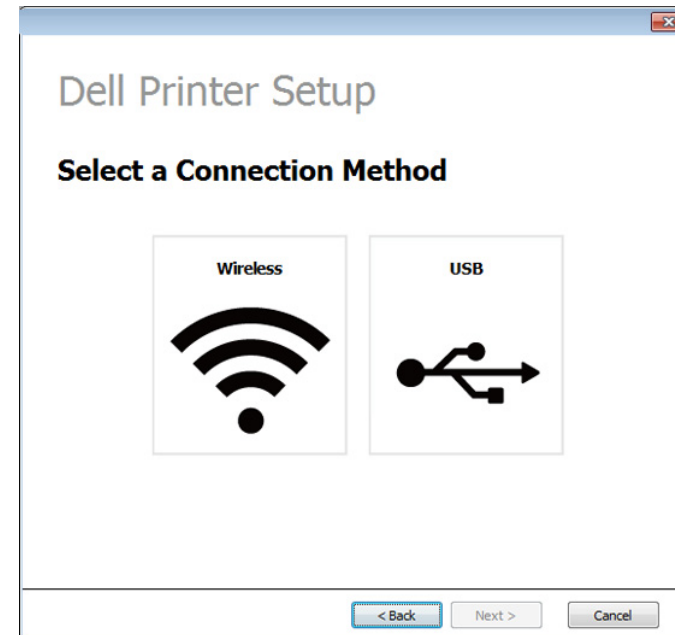 Dell Printer Setup
Select a Connection Method
Wireless USB
< Back Next > Cancel